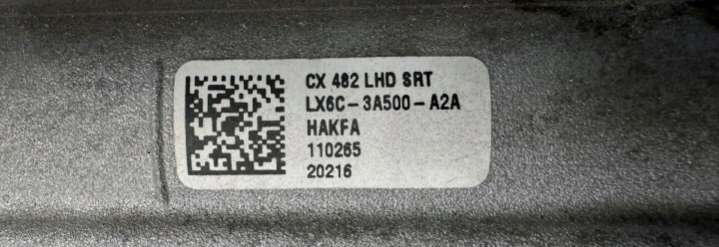 CX 482 LHD SRT
LX6C-3A500-A2A
HAKFA
110265
20216